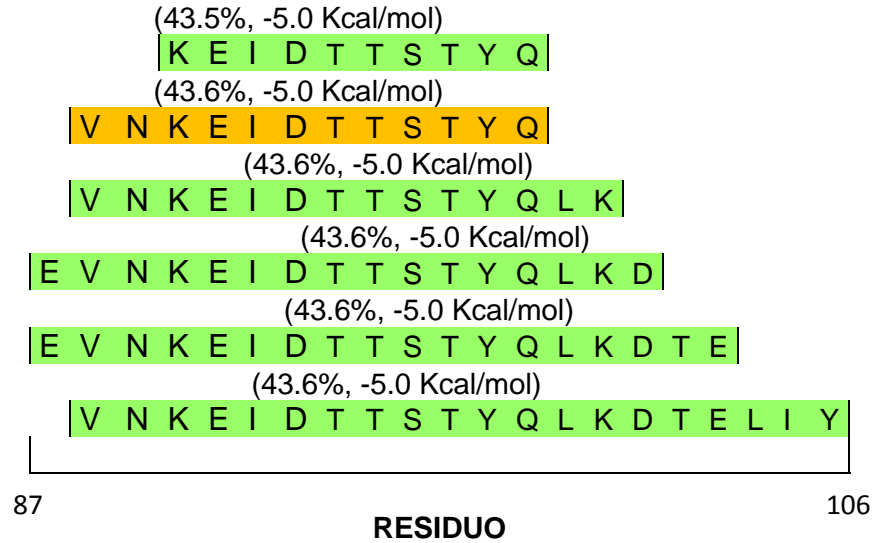 (43.5%, -5.0 Kcal/mol)
K E I D T T S T Y Q
(43.6%, -5.0 Kcal/mol)
V N K E I D T T S T Y Q
(43.6%, -5.0 Kcal/mol)
V N K E I D T T S T Y Q L K
(43.6%, -5.0 Kcal/mol)
E V N K E I D T T S T Y Q L K D
(43.6%, -5.0 Kcal/mol)
E V N K E I D T T S T Y Q L K D T E
(43.6%, -5.0 Kcal/mol)
V N K E I D T T S T Y Q L K D T E L I Y
87 106
RESIDUO